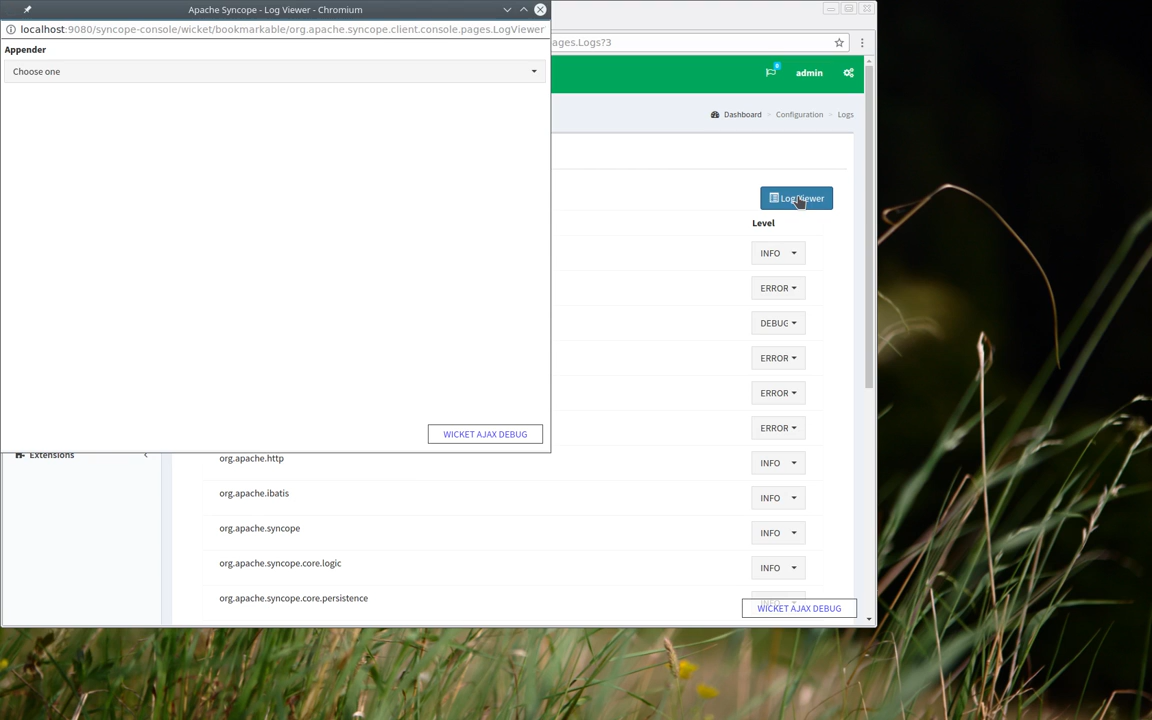 Apache Syncope - Log Viewer - Chromium
localhost:9080/syncope-console/wicket/bookmarkable/org.apache.syncope.client.console.pages.LogViewer
Appender
Choose one
WICKET AJAX DEBUG
ages.Logs?3
admin
Dashboard > Configuration > Logs
Log Viewer
Level
INFO
ERROR
DEBUG
ERROR
ERROR
ERROR
Extensions
org.apache.http INFO
org.apache.ibatis INFO
org.apache.syncope INFO
org.apache.syncope.core.logic INFO
org.apache.syncope.core.persistence INFO
WICKET AJAX DEBUG